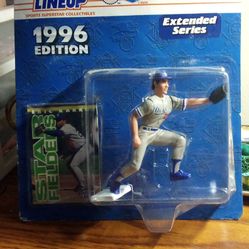 LINEUP
SPORTS SUPERSTAR COLLECTIBLES
Extended
Series
1996
EDITION
STAR
FIELDERS